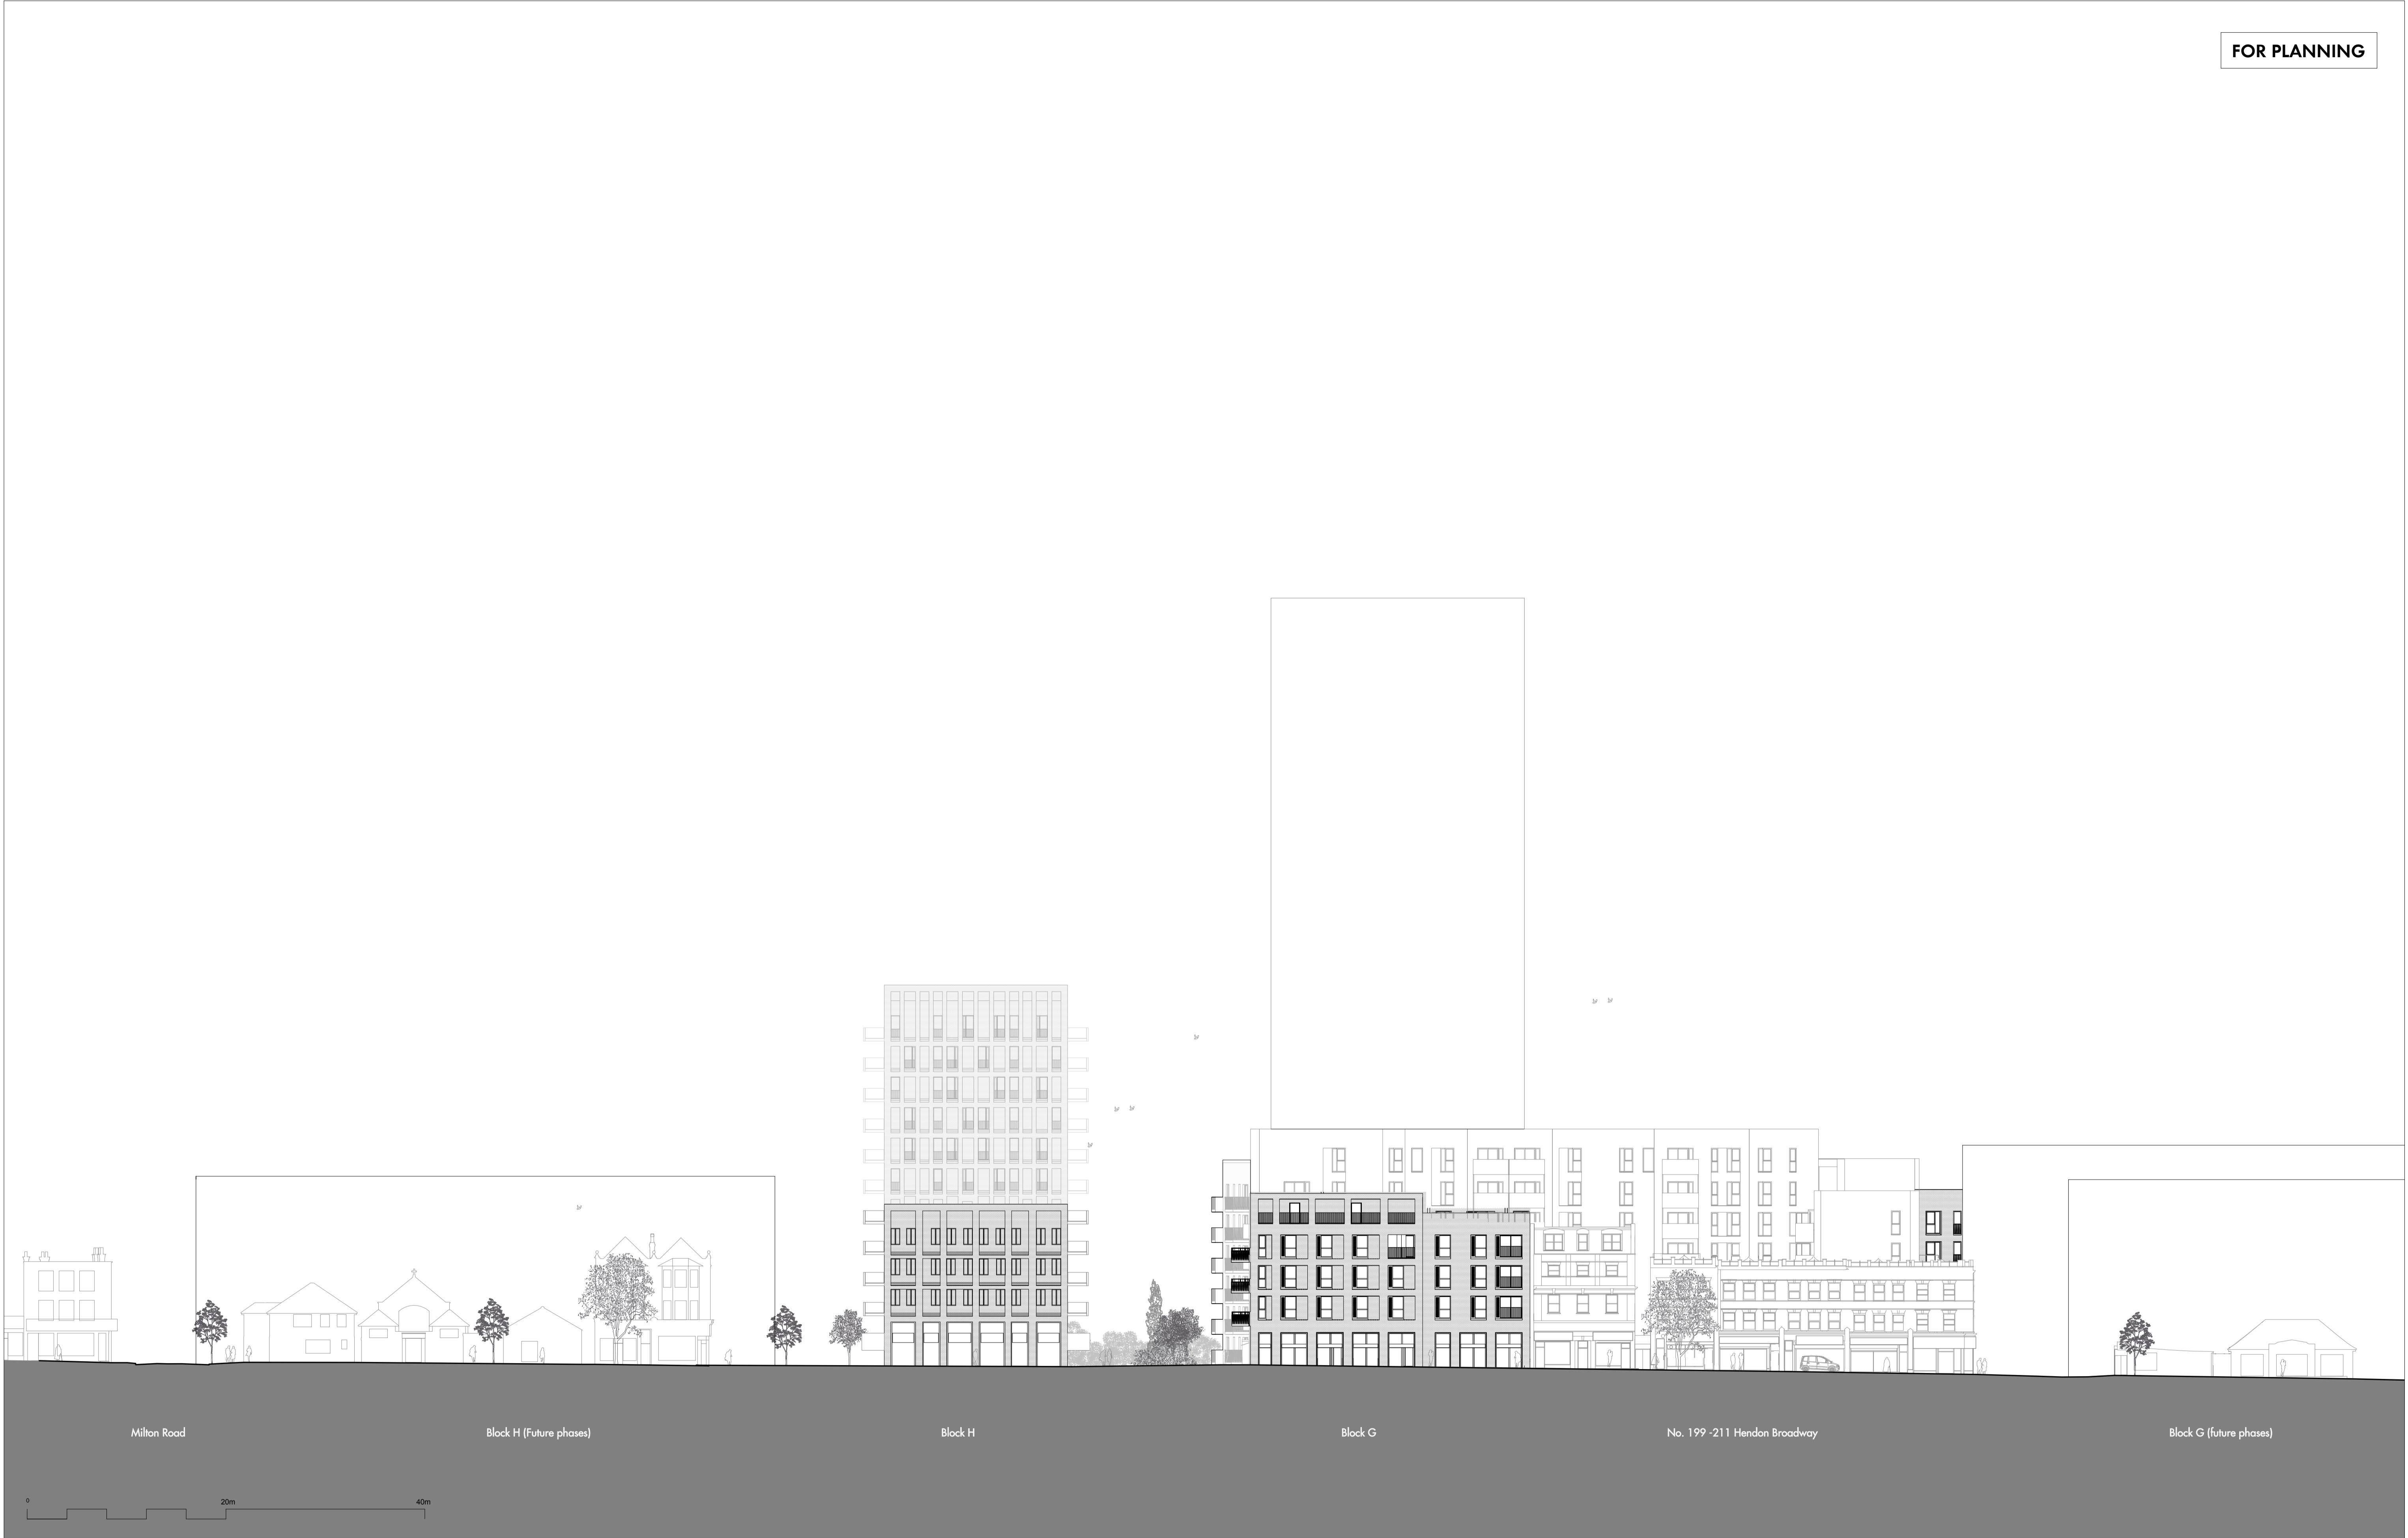 FOR PLANNING
Milton Road
Block H (Future phases)
Block H
Block G
No. 199 -211 Hendon Broadway
Block G (future phases)
0
20m
40m